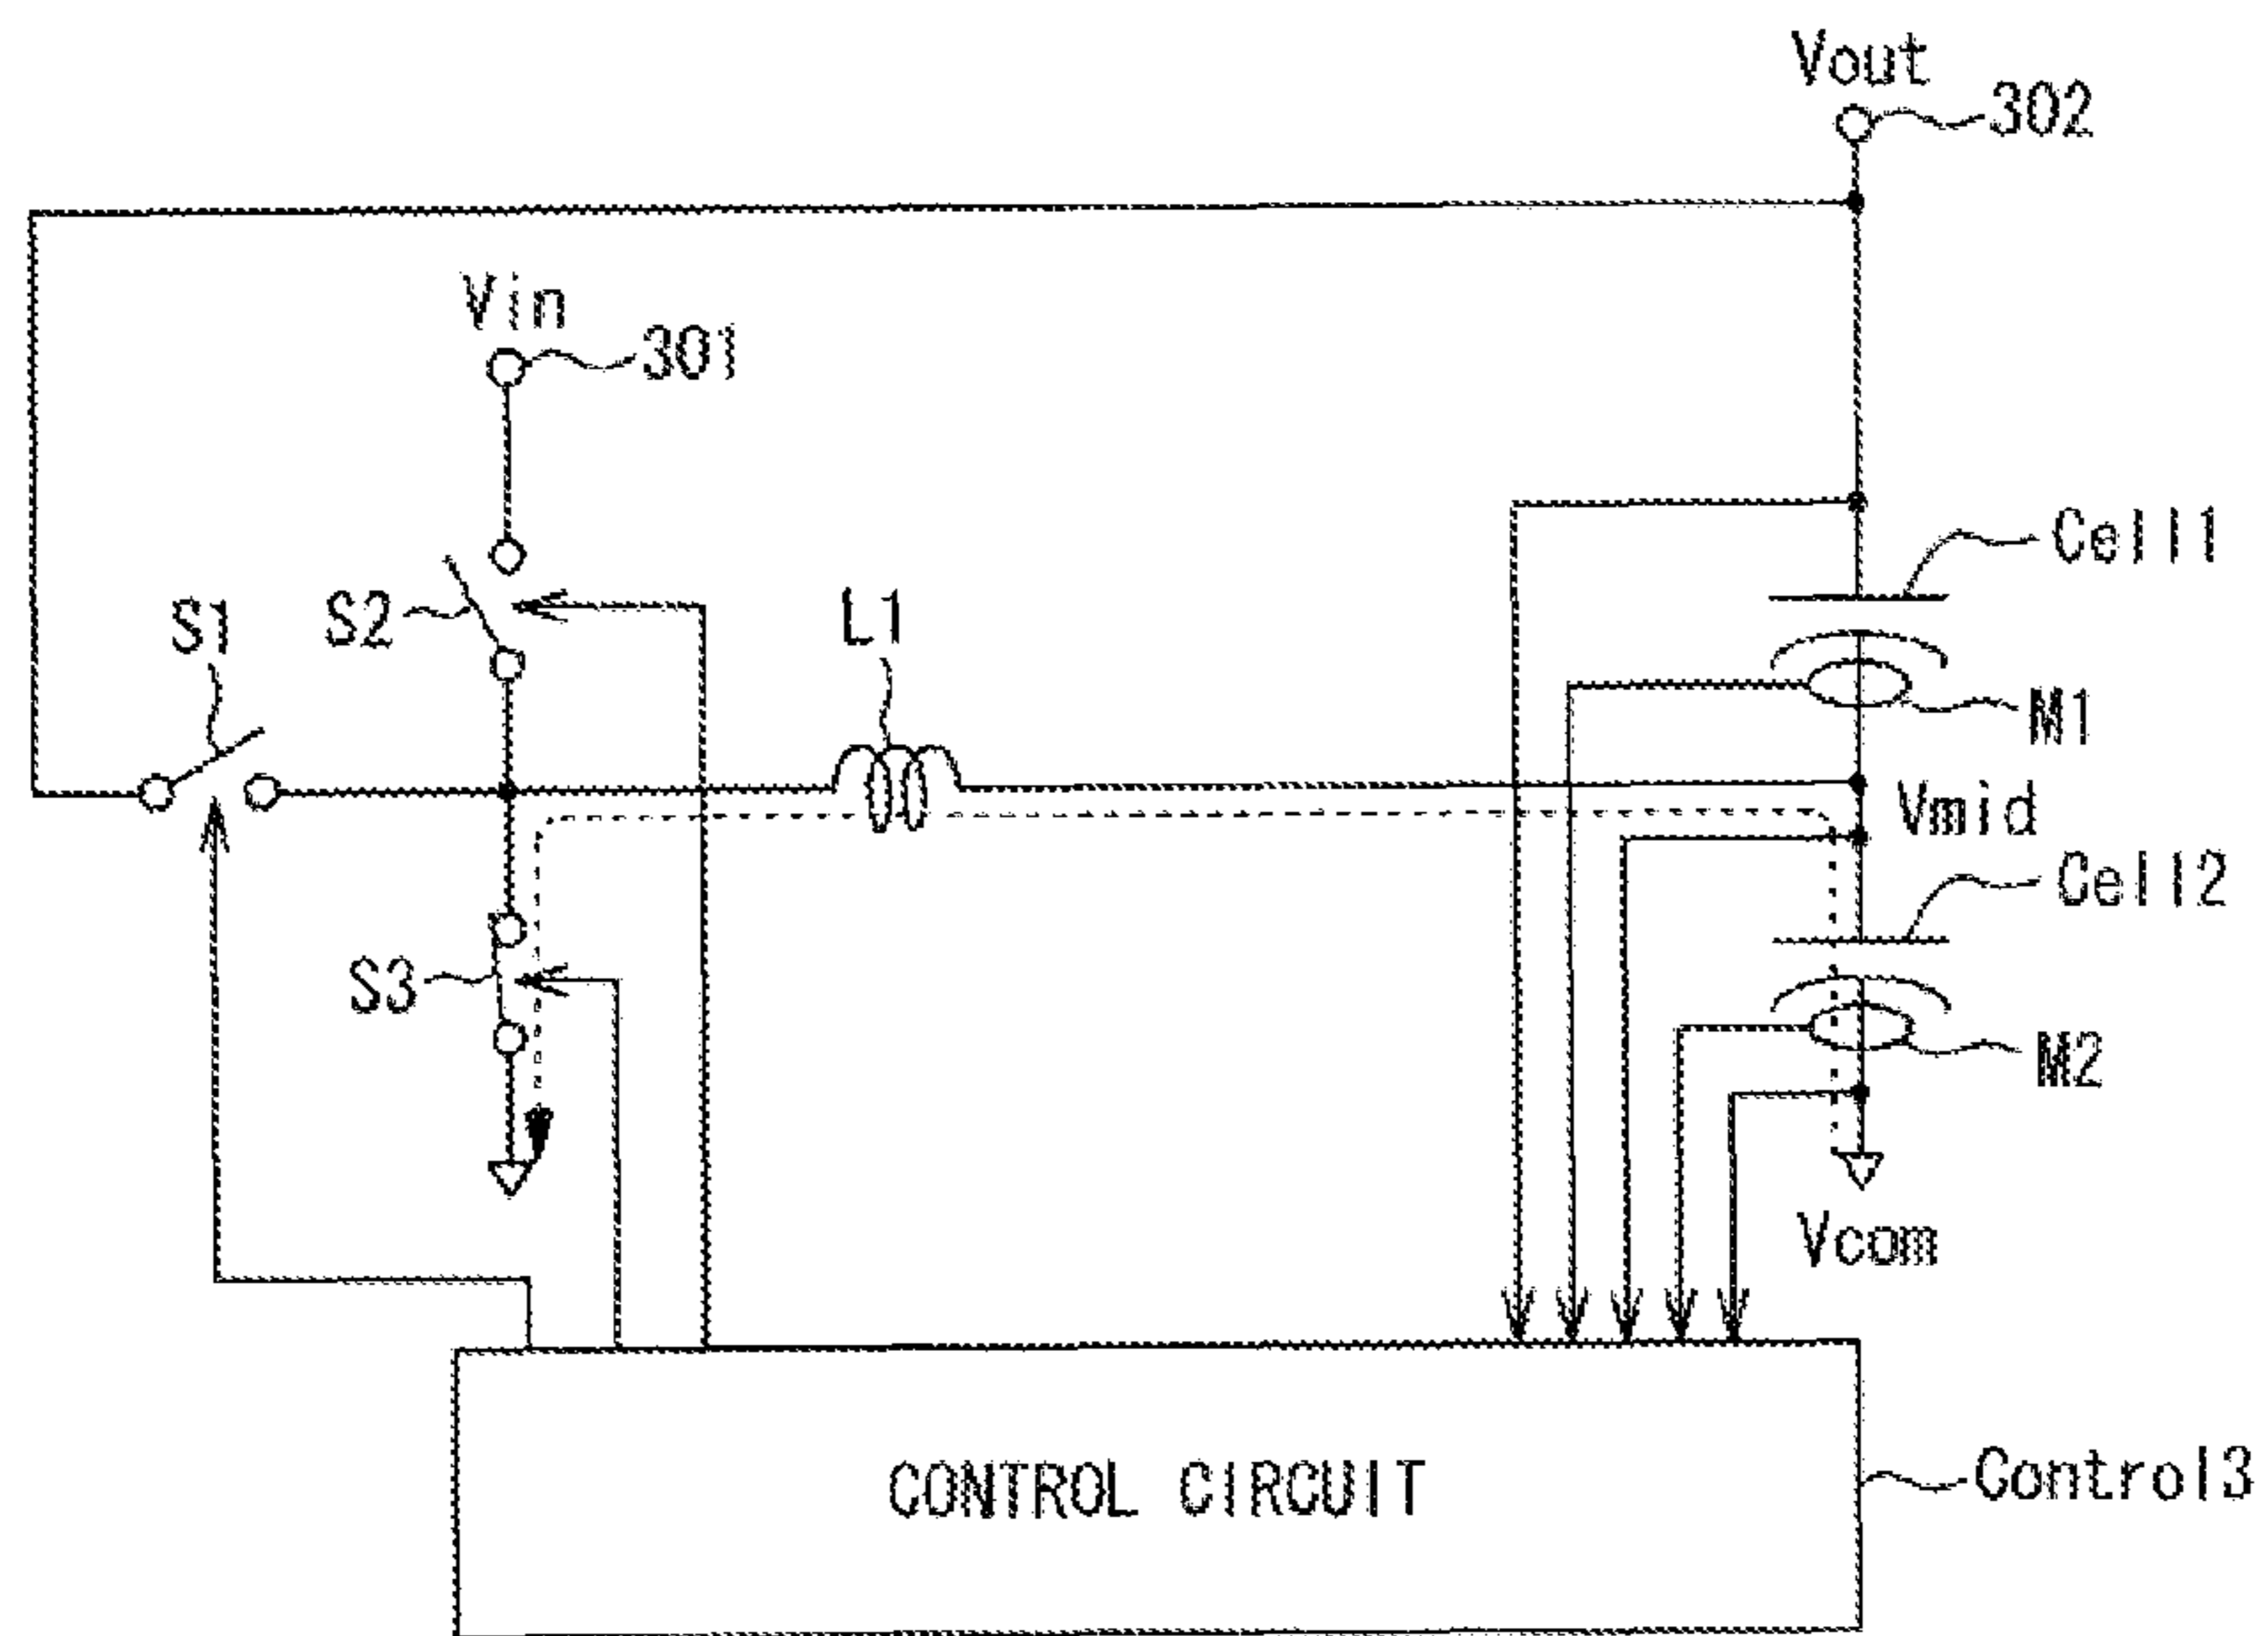 Vout
302
Vin
301
Cell1
S1
S2
L1
M1
Vmid
Cell2
S3
M2
Vcom
CONTROL CIRCUIT
Control3